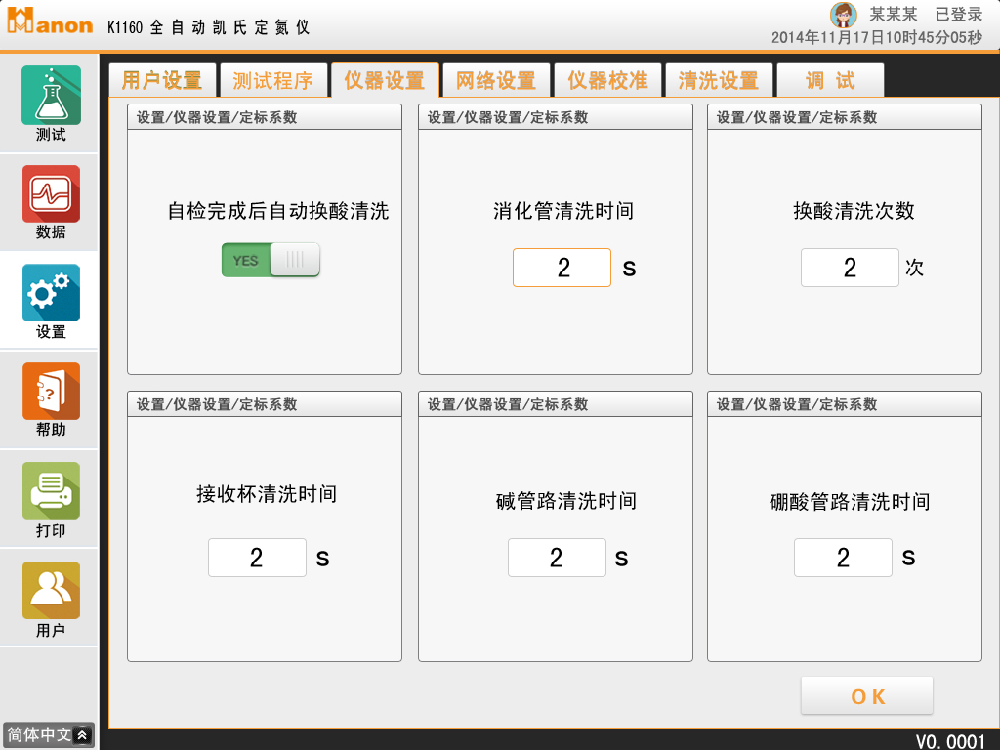 Hanon K1160 全自动凯氏定氮仪
某某某 已登录
2014年11月17日10时45分05秒
用户设置 测试程序 仪器设置 网络设置 仪器校准 清洗设置 调试
测试
数据
设置
帮助
打印
用户
简体中文
设置/仪器设置/定标系数
自检完成后自动换酸清洗
YES
设置/仪器设置/定标系数
消化管清洗时间
2 S
设置/仪器设置/定标系数
换酸清洗次数
2 次
设置/仪器设置/定标系数
接收杯清洗时间
2 S
设置/仪器设置/定标系数
碱管路清洗时间
2 S
设置/仪器设置/定标系数
硼酸管路清洗时间
2 S
OK
V0.0001